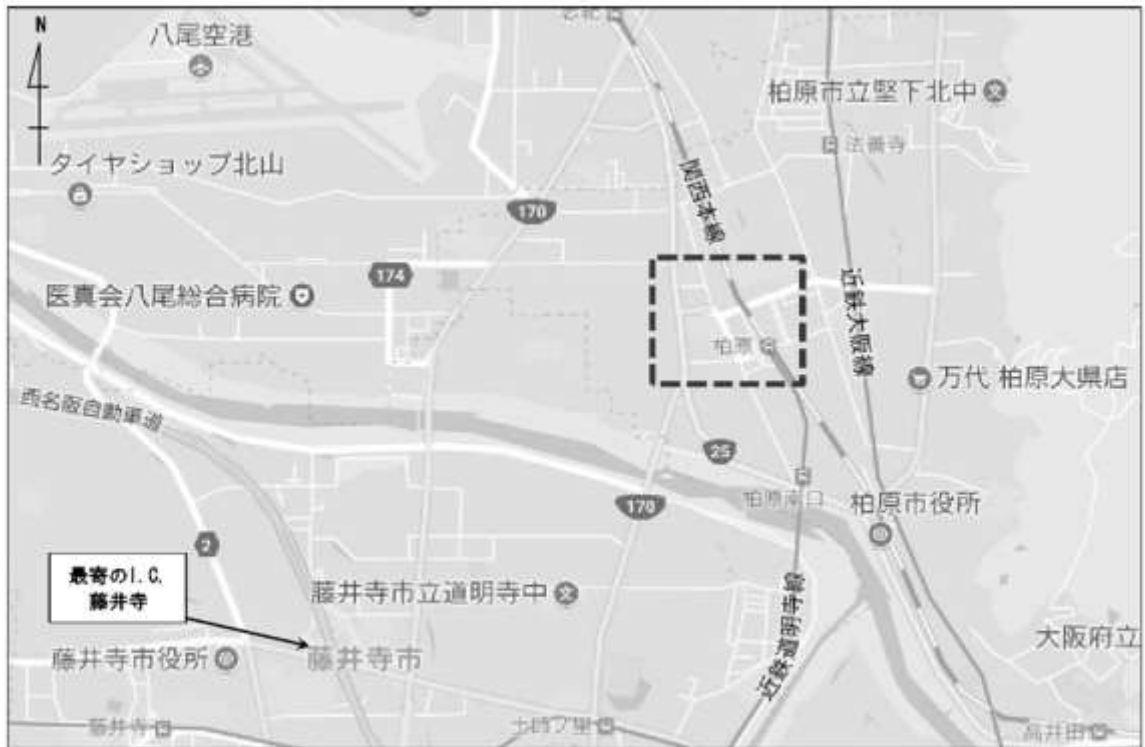 N
八尾空港
志紀
柏原市立堅下北中
法善寺
タイヤショップ北山
関西本線
170
174
医真会八尾総合病院
近鉄大阪線
柏原
万代 柏原大県店
西名阪自動車道
25
柏原南口
170
柏原市役所
2
最寄のI.C.
藤井寺
藤井寺市立道明寺中
近鉄道明寺線
大阪府立
藤井寺市役所
藤井寺市
藤井寺
土師ノ里
高井田